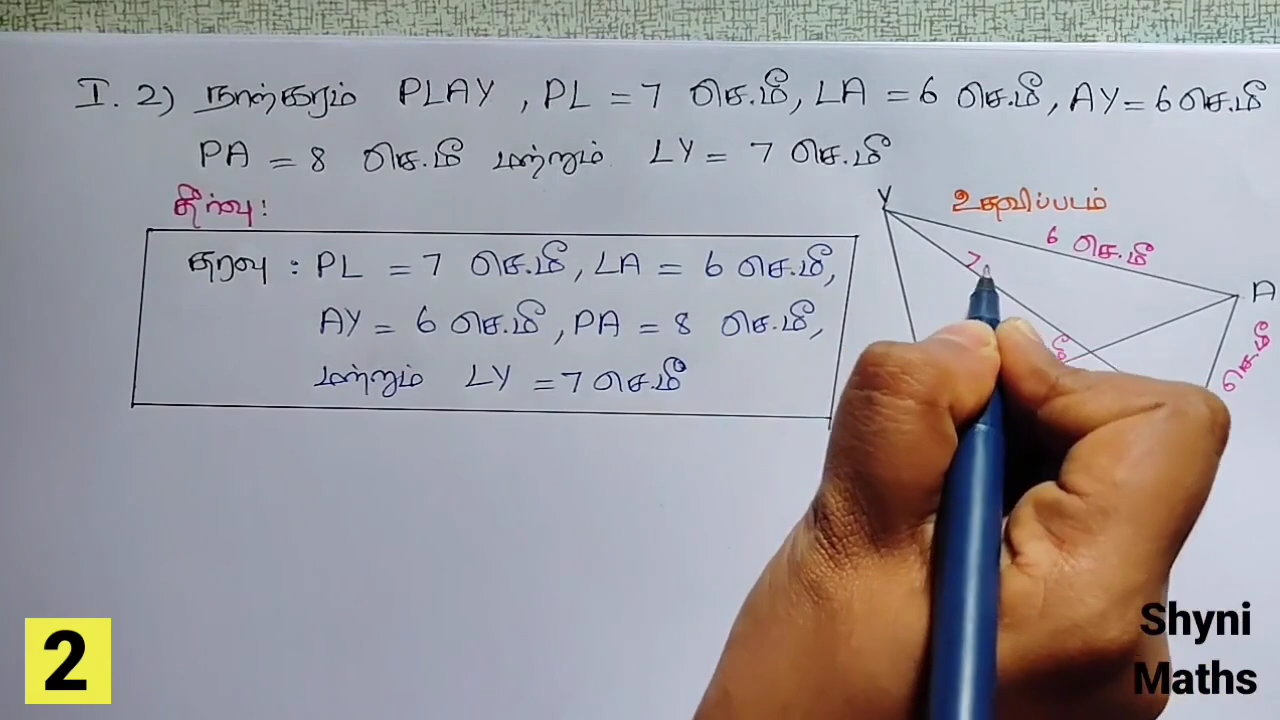 I. 2) நாற்கரம் PLAY , PL = 7 செ.மீ, LA = 6 செ.மீ, AY = 6 செ.மீ
PA = 8 செ.மீ மற்றும் LY = 7 செ.மீ
தீர்வு :
தரவு : PL = 7 செ.மீ, LA = 6 செ.மீ,
AY = 6 செ.மீ, PA = 8 செ.மீ,
மற்றும் LY = 7 செ.மீ
உதவிப்படம்
Y
6 செ.மீ
7
A
செ.மீ
2
Shyni
Maths